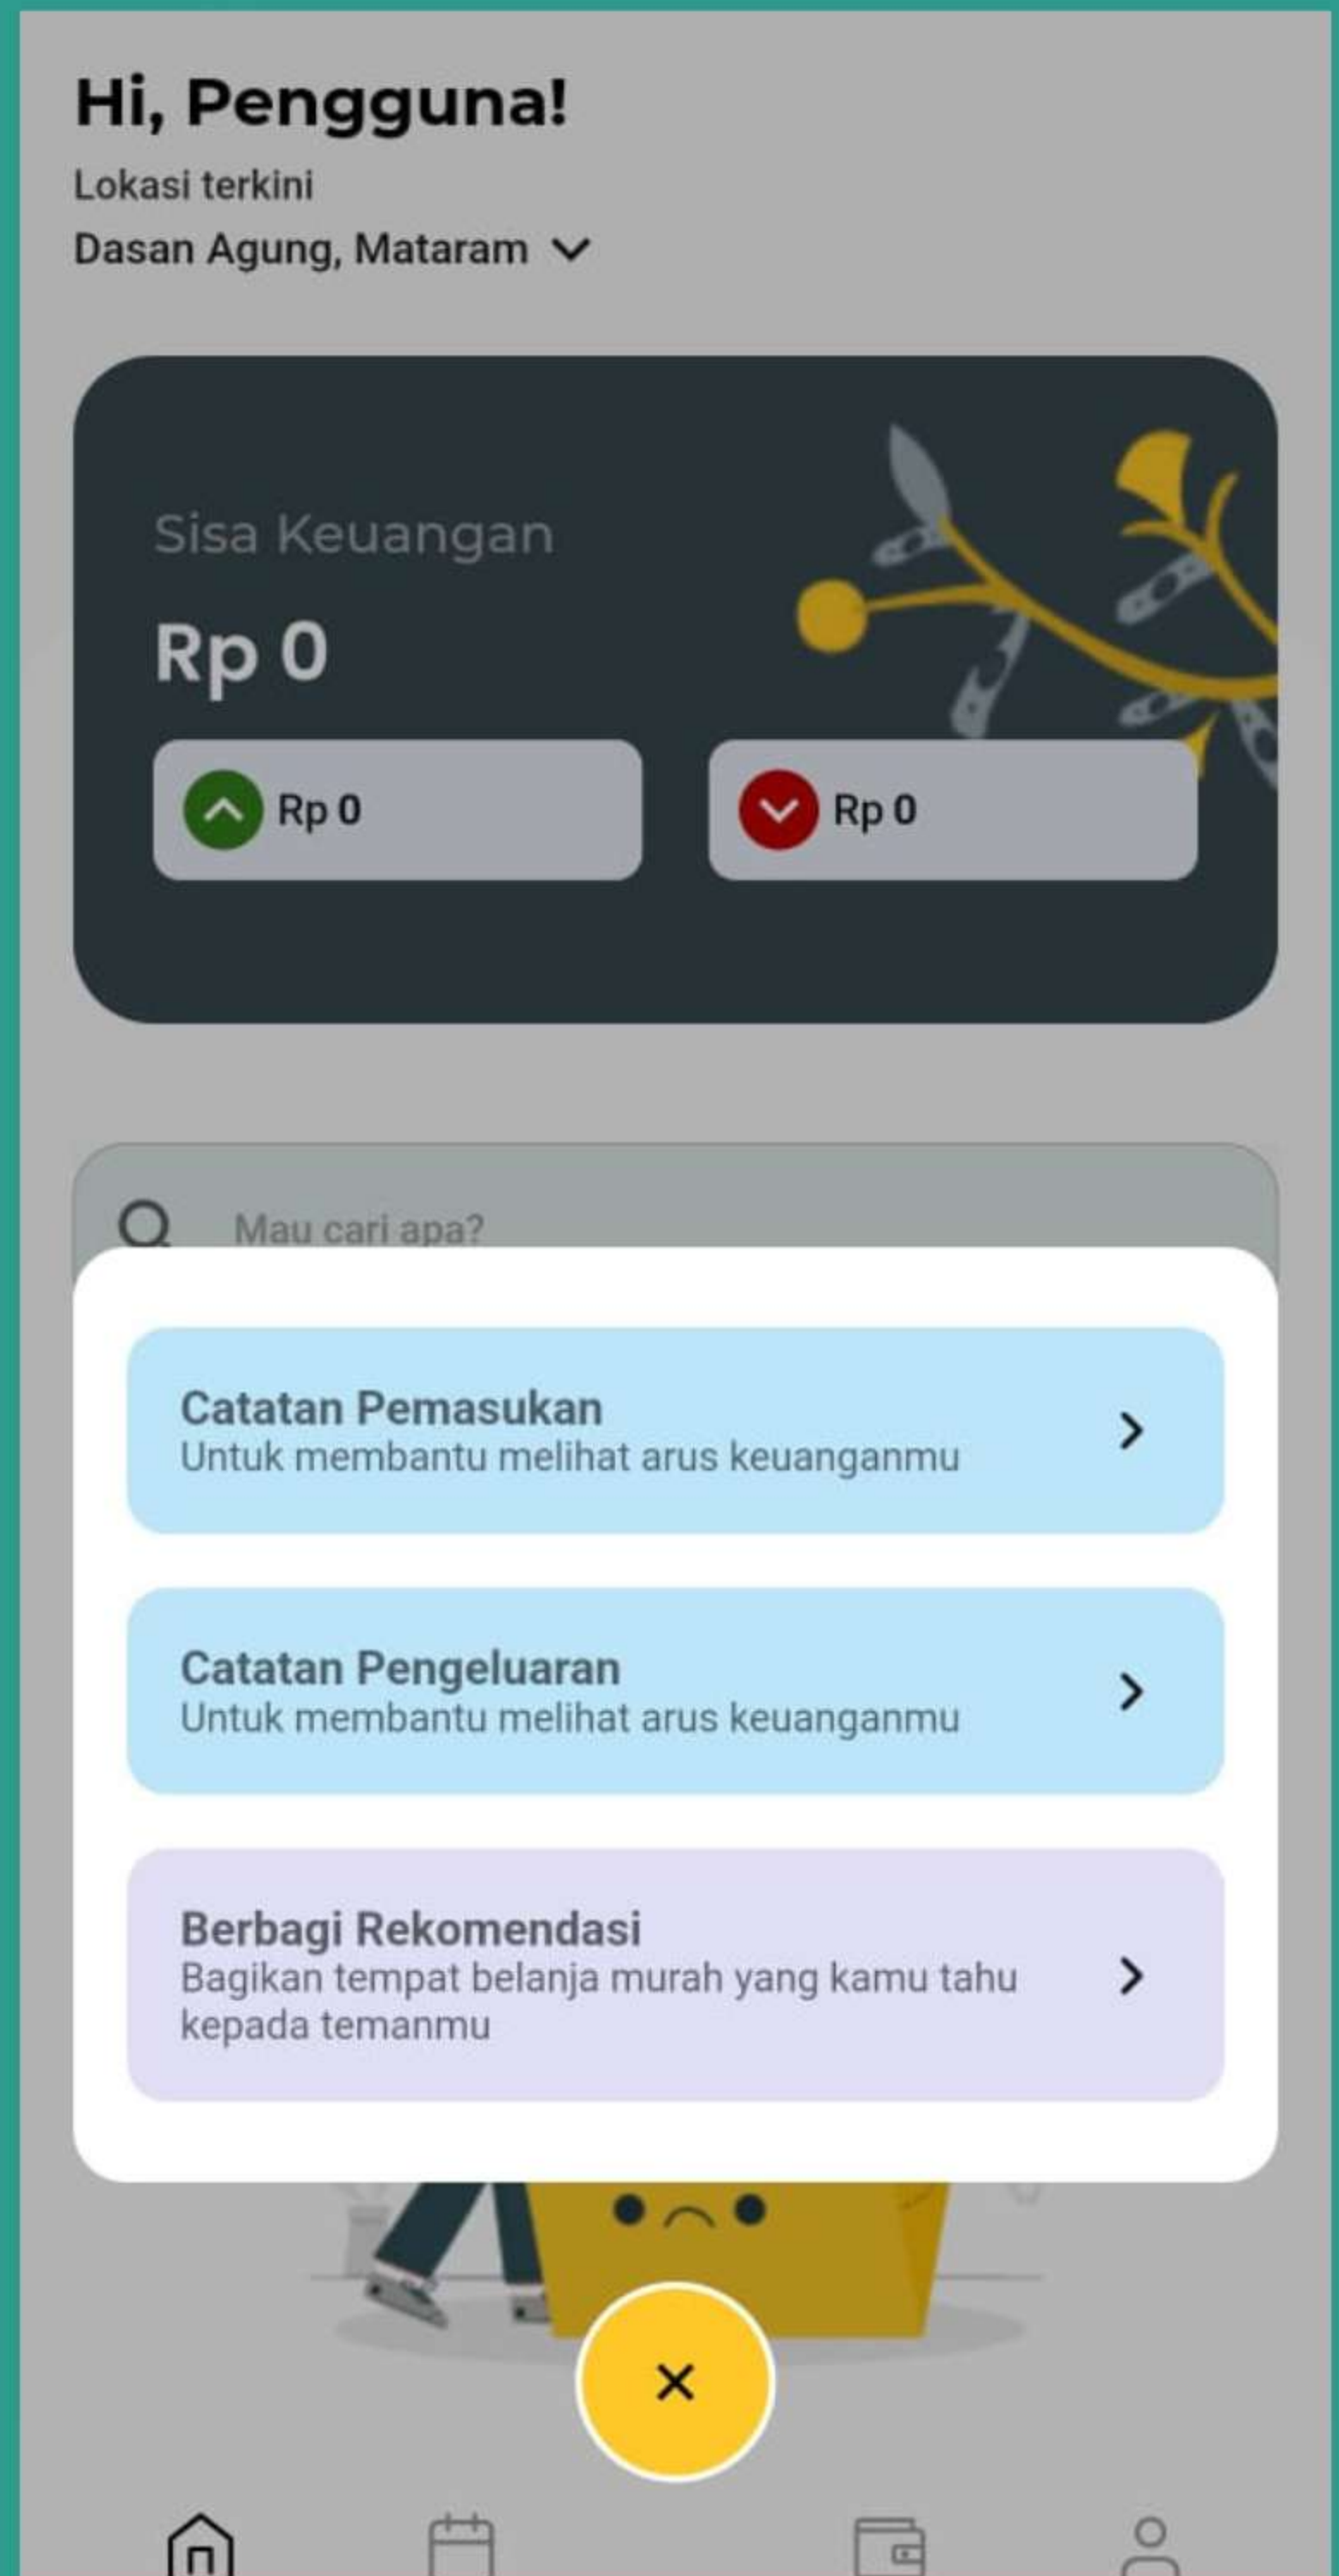 Hi, Pengguna!
Lokasi terkini
Dasan Agung, Mataram
Sisa Keuangan
Rp 0
Rp 0
Rp 0
Mau cari apa?
Catatan Pemasukan
Untuk membantu melihat arus keuanganmu
Catatan Pengeluaran
Untuk membantu melihat arus keuanganmu
Berbagi Rekomendasi
Bagikan tempat belanja murah yang kamu tahu
kepada temanmu